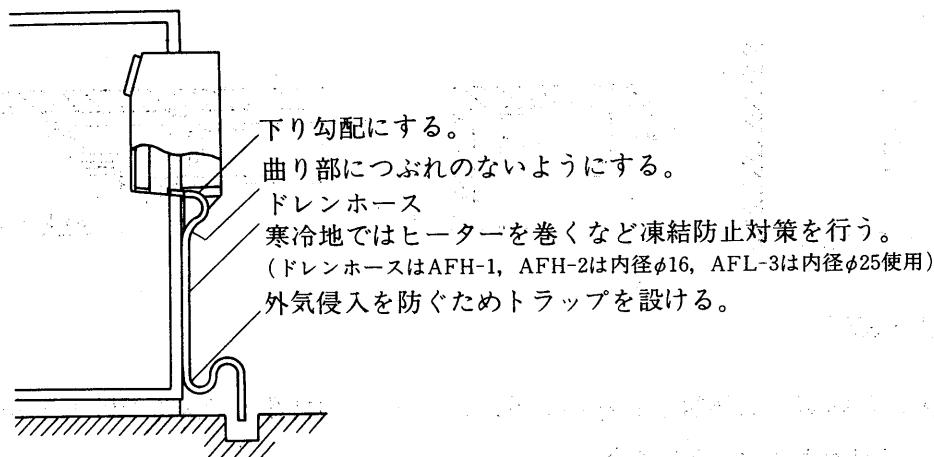 下り勾配にする。
曲り部につぶれのないようにする。
ドレンホース
寒冷地ではヒーターを巻くなど凍結防止対策を行う。
(ドレンホースはAFH-1, AFH-2は内径φ16, AFL-3は内径φ25使用)
外気侵入を防ぐためトラップを設ける。